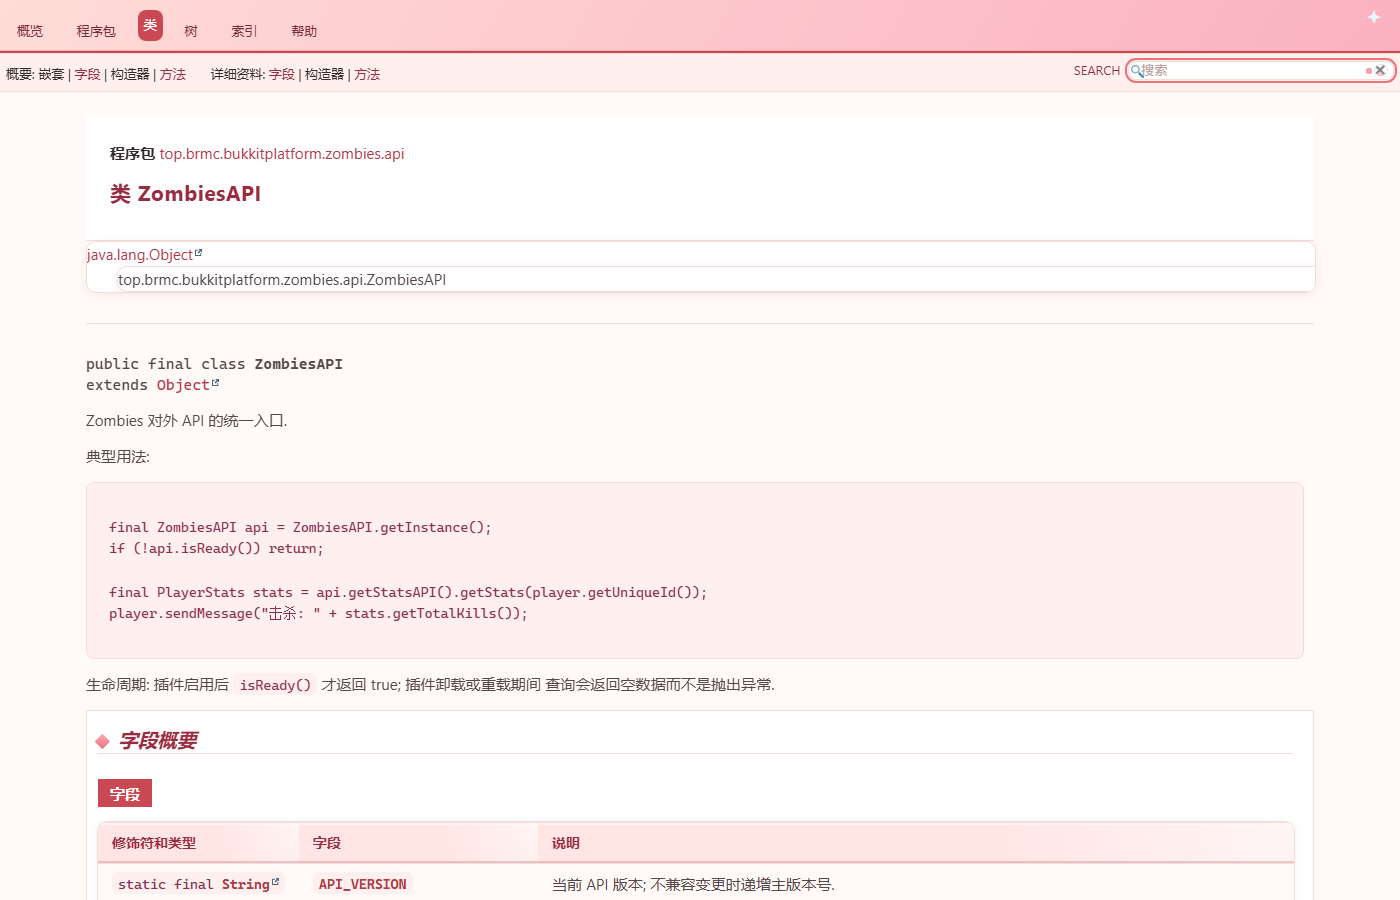 概览 程序包 类 树 索引 帮助
概要: 嵌套 | 字段 | 构造器 | 方法 详细资料: 字段 | 构造器 | 方法 SEARCH 搜索
程序包 top.brmc.bukkitplatform.zombies.api
类 ZombiesAPI
java.lang.Object
top.brmc.bukkitplatform.zombies.api.ZombiesAPI
public final class ZombiesAPI
extends Object
Zombies 对外 API 的统一入口.
典型用法:
final ZombiesAPI api = ZombiesAPI.getInstance();
if (!api.isReady()) return;
final PlayerStats stats = api.getStatsAPI().getStats(player.getUniqueId());
player.sendMessage("击杀: " + stats.getTotalKills());
生命周期: 插件启用后 isReady() 才返回 true; 插件卸载或重载期间 查询会返回空数据而不是抛出异常.
字段概要
字段
修饰符和类型 字段 说明
static final String API_VERSION 当前 API 版本; 不兼容变更时递增主版本号.